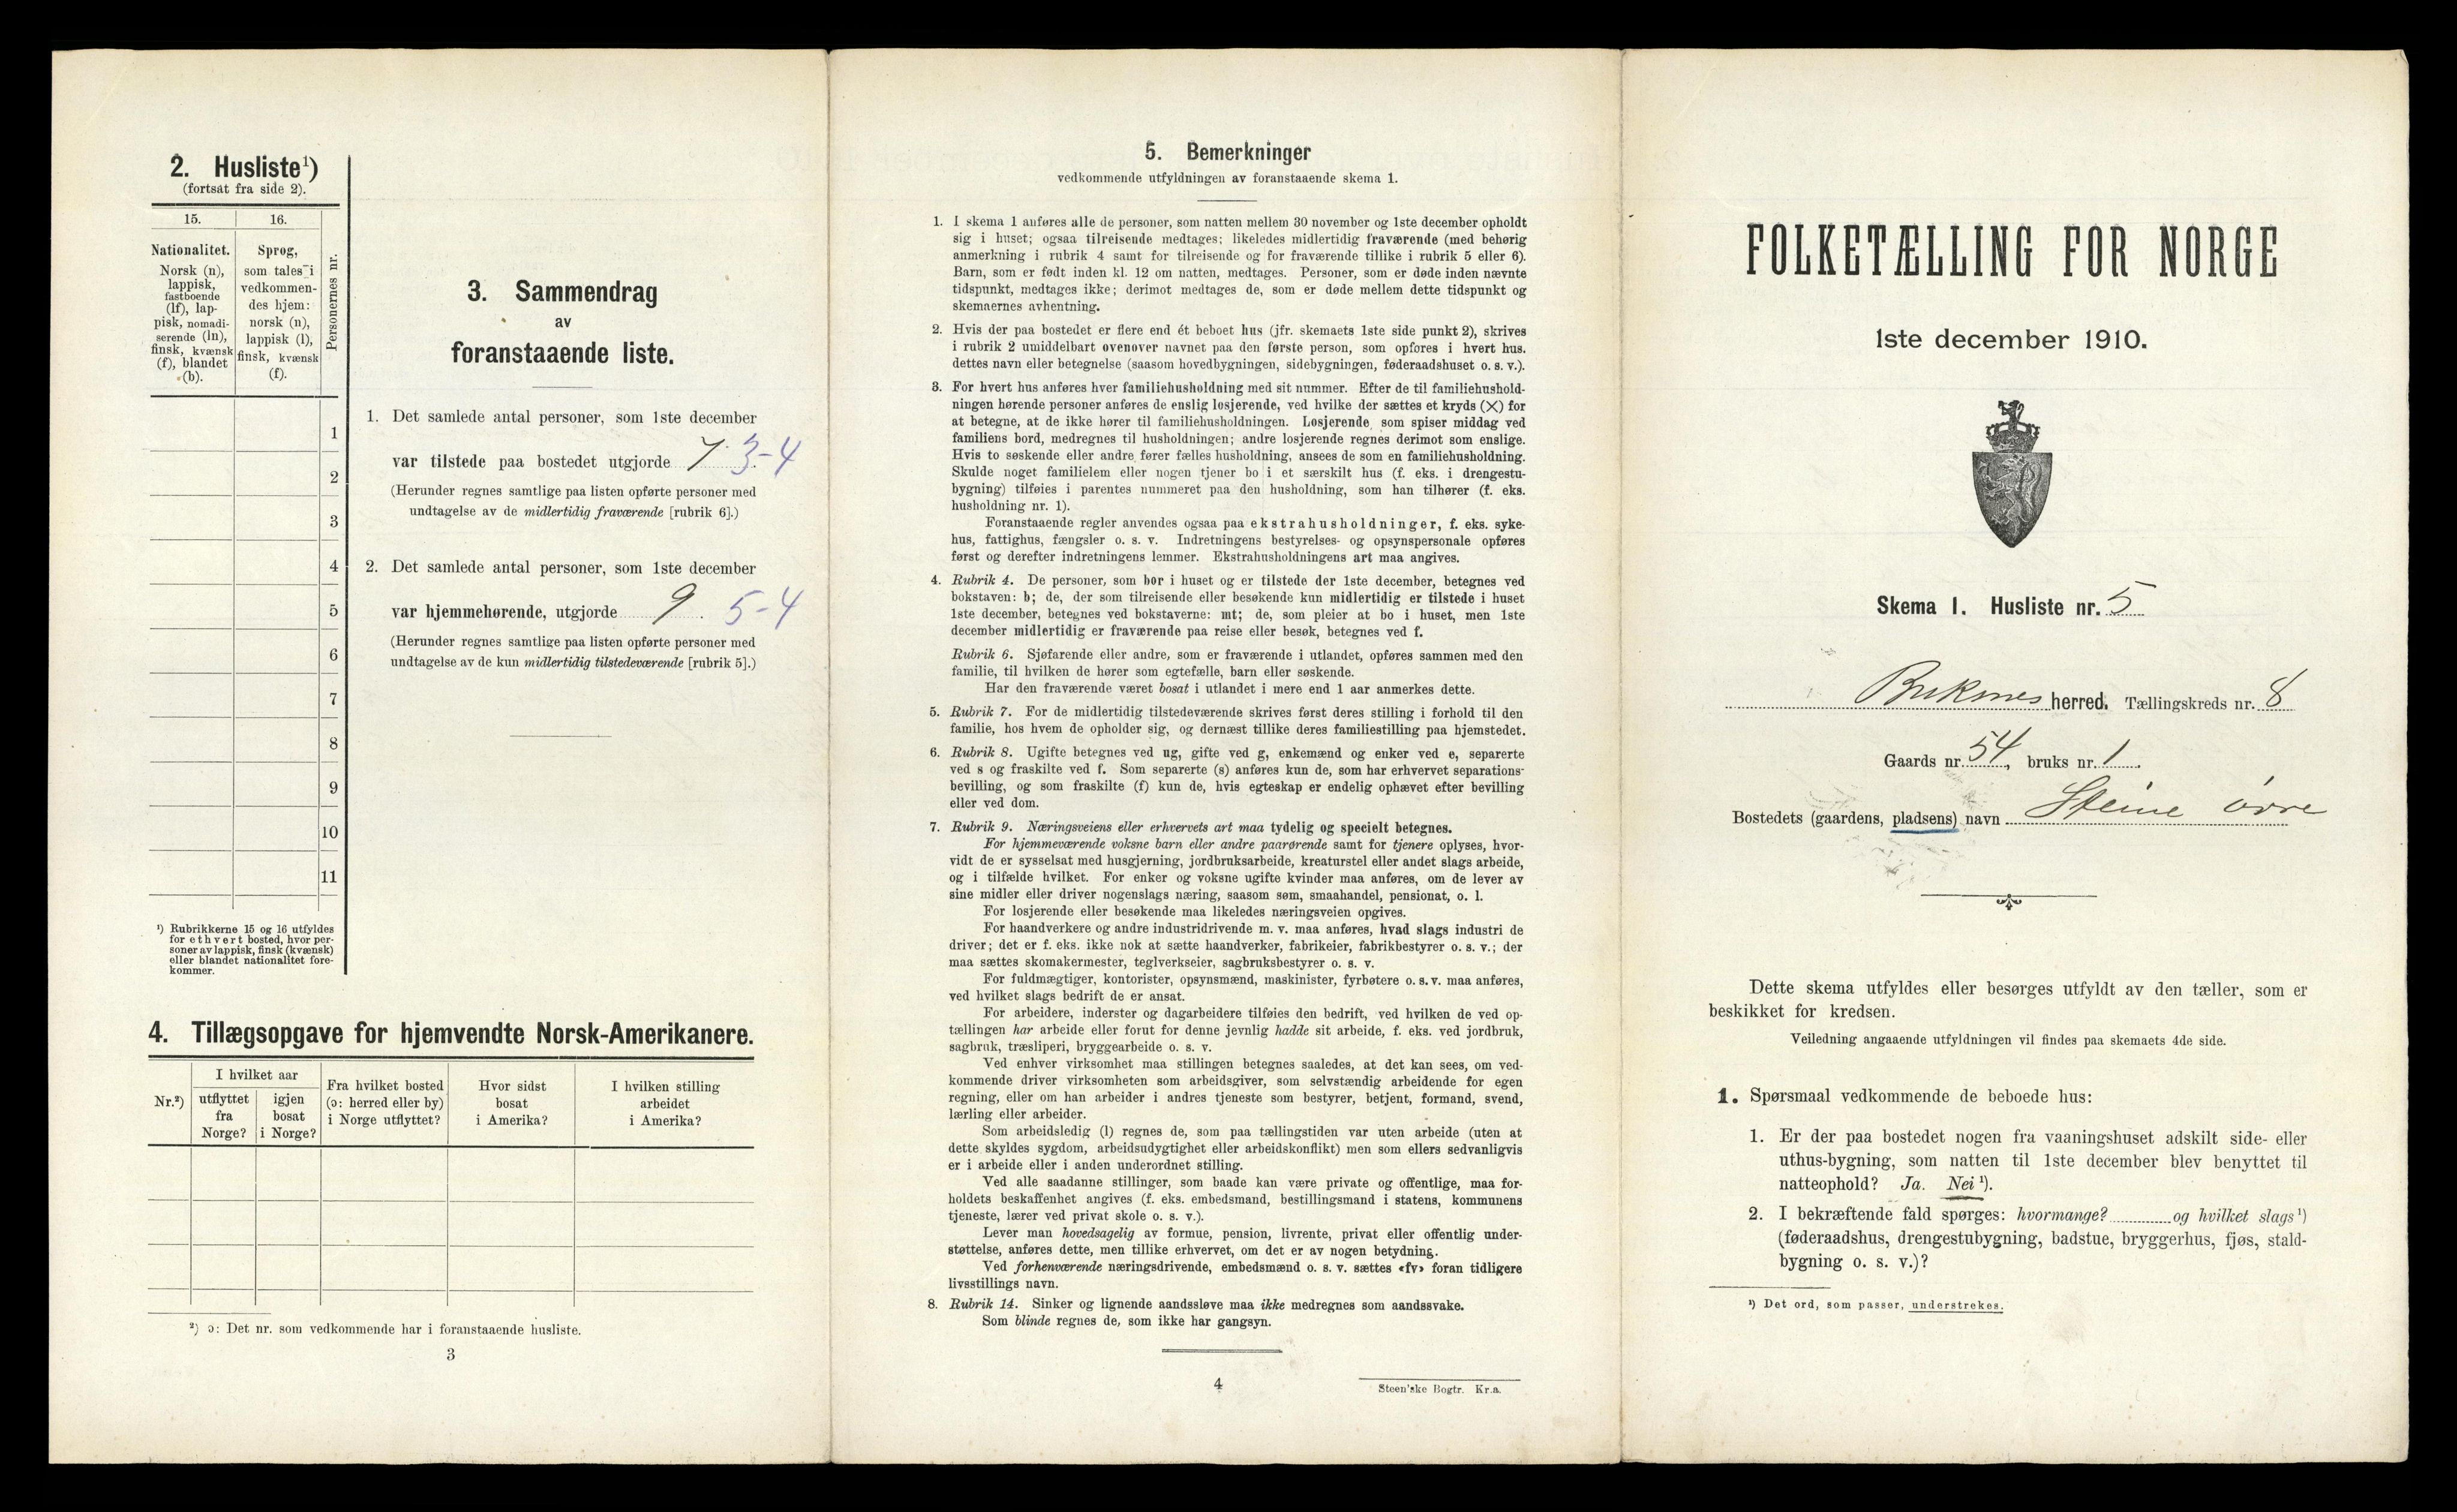 2. Husliste¹)
(fortsat fra side 2).
15.
16.
Nationalitet.
Norsk (n),
lappisk,
fastboende
(lf), lap-
pisk, nomadi-
serende (ln),
finsk, kvænsk
(f), blandet
(b).
Sprog,
som tales i
vedkommen-
des hjem:
norsk (n),
lappisk (l),
finsk, kvænsk
(f).
Personernes nr.
1
2
3
4
5
6
7
8
9
10
11
¹) Rubrikkerne 15 og 16 utfyldes
for ethvert bosted, hvor per-
soner av lappisk, finsk (kvænsk)
eller blandet nationalitet fore-
kommer.
3. Sammendrag
av
foranstaaende liste.
1. Det samlede antal personer, som 1ste december
var tilstede paa bostedet utgjorde 7 3-4
(Herunder regnes samtlige paa listen opførte personer med
undtagelse av de midlertidig fraværende [rubrik 6].)
2. Det samlede antal personer, som 1ste december
var hjemmehørende, utgjorde 9. 5-4
(Herunder regnes samtlige paa listen opførte personer med
undtagelse av de kun midlertidig tilstedeværende [rubrik 5].)
4. Tillægsopgave for hjemvendte Norsk-Amerikanere.
Nr.²)
I hvilket aar
utflyttet
fra
Norge?
igjen
bosat
i Norge?
Fra hvilket bosted
(ɔ: herred eller by)
i Norge utflyttet?
Hvor sidst
bosat
i Amerika?
I hvilken stilling
arbeidet
i Amerika?
²) ɔ: Det nr. som vedkommende har i foranstaaende husliste.
3
5. Bemerkninger
vedkommende utfyldningen av foranstaaende skema 1.
1. I skema 1 anføres alle de personer, som natten mellem 30 november og 1ste december opholdt
sig i huset; ogsaa tilreisende medtages; likeledes midlertidig fraværende (med behørig
anmerkning i rubrik 4 samt for tilreisende og for fraværende tillike i rubrik 5 eller 6).
Barn, som er født inden kl. 12 om natten, medtages. Personer, som er døde inden nævnte
tidspunkt, medtages ikke; derimot medtages de, som er døde mellem dette tidspunkt og
skemaernes avhentning.
2. Hvis der paa bostedet er flere end ét beboet hus (jfr. skemaets 1ste side punkt 2), skrives
i rubrik 2 umiddelbart ovenover navnet paa den første person, som opføres i hvert hus.
dettes navn eller betegnelse (saasom hovedbygningen, sidebygningen, føderaadshuset o. s. v.).
3. For hvert hus anføres hver familiehusholdning med sit nummer. Efter de til familiehushold-
ningen hørende personer anføres de enslig losjerende, ved hvilke der sættes et kryds (×) for
at betegne, at de ikke hører til familiehusholdningen. Losjerende som spiser middag ved
familiens bord, medregnes til husholdningen; andre losjerende regnes derimot som enslige.
Hvis to søskende eller andre fører fælles husholdning, ansees de som en familiehusholdning.
Skulde noget familielem eller nogen tjener bo i et særskilt hus (f. eks. i drengestu-
bygning) tilføies i parentes nummeret paa den husholdning, som han tilhører (f. eks.
husholdning nr. 1).
Foranstaaende regler anvendes ogsaa paa ekstrahusholdninger, f. eks. syke-
hus, fattighus, fængsler o. s. v. Indretningens bestyrelses- og opsynspersonale opføres
først og derefter indretningens lemmer. Ekstrahusholdningens art maa angives.
4. Rubrik 4. De personer, som bor i huset og er tilstede der 1ste december, betegnes ved
bokstaven: b; de, der som tilreisende eller besøkende kun midlertidig er tilstede i huset
1ste december, betegnes ved bokstaverne: mt; de, som pleier at bo i huset, men 1ste
december midlertidig er fraværende paa reise eller besøk, betegnes ved f.
Rubrik 6. Sjøfarende eller andre, som er fraværende i utlandet, opføres sammen med den
familie, til hvilken de hører som egtefælle, barn eller søskende.
Har den fraværende været bosat i utlandet i mere end 1 aar anmerkes dette.
5. Rubrik 7. For de midlertidig tilstedeværende skrives først deres stilling i forhold til den
familie, hos hvem de opholder sig, og dernæst tillike deres familiestilling paa hjemstedet.
6. Rubrik 8. Ugifte betegnes ved ug, gifte ved g, enkemænd og enker ved e, separerte
ved s og fraskilte ved f. Som separerte (s) anføres kun de, som har erhvervet separations-
bevilling, og som fraskilte (f) kun de, hvis egteskap er endelig ophævet efter bevilling
eller ved dom.
7. Rubrik 9. Næringsveiens eller erhvervets art maa tydelig og specielt betegnes.
For hjemmeværende voksne barn eller andre paarørende samt for tjenere oplyses, hvor-
vidt de er sysselsat med husgjerning, jordbruksarbeide, kreaturstel eller andet slags arbeide,
og i tilfælde hvilket. For enker og voksne ugifte kvinder maa anføres, om de lever av
sine midler eller driver nogenslags næring, saasom søm, smaahandel, pensionat, o. l.
For losjerende eller besøkende maa likeledes næringsveien opgives.
For haandverkere og andre industridrivende m. v. maa anføres, hvad slags industri de
driver; det er f. eks. ikke nok at sætte haandverker, fabrikeier, fabrikbestyrer o. s. v.; der
maa sættes skomakermester, teglverkseier, sagbruksbestyrer o. s. v.
For fuldmægtiger, kontorister, opsynsmænd, maskinister, fyrbøtere o. s. v. maa anføres,
ved hvilket slags bedrift de er ansat.
For arbeidere, inderster og dagarbeidere tilføies den bedrift, ved hvilken de ved op-
tællingen har arbeide eller forut for denne jevnlig hadde sit arbeide, f. eks. ved jordbruk,
sagbruk, træsliperi, bryggearbeide o. s. v.
Ved enhver virksomhet maa stillingen betegnes saaledes, at det kan sees, om ved-
kommende driver virksomheten som arbeidsgiver, som selvstændig arbeidende for egen
regning, eller om han arbeider i andres tjeneste som bestyrer, betjent, formand, svend,
lærling eller arbeider.
Som arbeidsledig (l) regnes de, som paa tællingstiden var uten arbeide (uten at
dette skyldes sygdom, arbeidsudygtighet eller arbeidskonflikt) men som ellers sedvanligvis
er i arbeide eller i anden underordnet stilling.
Ved alle saadanne stillinger, som baade kan være private og offentlige, maa for-
holdets beskaffenhet angives (f. eks. embedsmand, bestillingsmand i statens, kommunens
tjeneste, lærer ved privat skole o. s. v.).
Lever man hovedsagelig av formue, pension, livrente, privat eller offentlig under-
støttelse, anføres dette, men tillike erhvervet, om det er av nogen betydning.
Ved forhenværende næringsdrivende, embedsmænd o. s. v. sættes «fv» foran tidligere
livsstillings navn.
8. Rubrik 14. Sinker og lignende aandssløve maa ikke medregnes som aandssvake.
Som blinde regnes de, som ikke har gangsyn.
4
Steen'ske Bogtr. Kr.a.
FOLKETÆLLING FOR NORGE
1ste december 1910.
Skema 1. Husliste nr. 5
Buksnes herred. Tællingskreds nr. 8
Gaards nr. 54, bruks nr. 1.
Bostedets (gaardens, pladsens) navn Steine övre
Dette skema utfyldes eller besørges utfyldt av den tæller, som er
beskikket for kredsen.
Veiledning angaaende utfyldningen vil findes paa skemaets 4de side.
1. Spørsmaal vedkommende de beboede hus:
1. Er der paa bostedet nogen fra vaaningshuset adskilt side- eller
uthus-bygning, som natten til 1ste december blev benyttet til
natteophold? Ja. Nei ¹).
2. I bekræftende fald spørges: hvormange? og hvilket slags¹)
(føderaadshus, drengestubygning, badstue, bryggerhus, fjøs, stald-
bygning o. s. v.)?
¹) Det ord, som passer, understrekes.